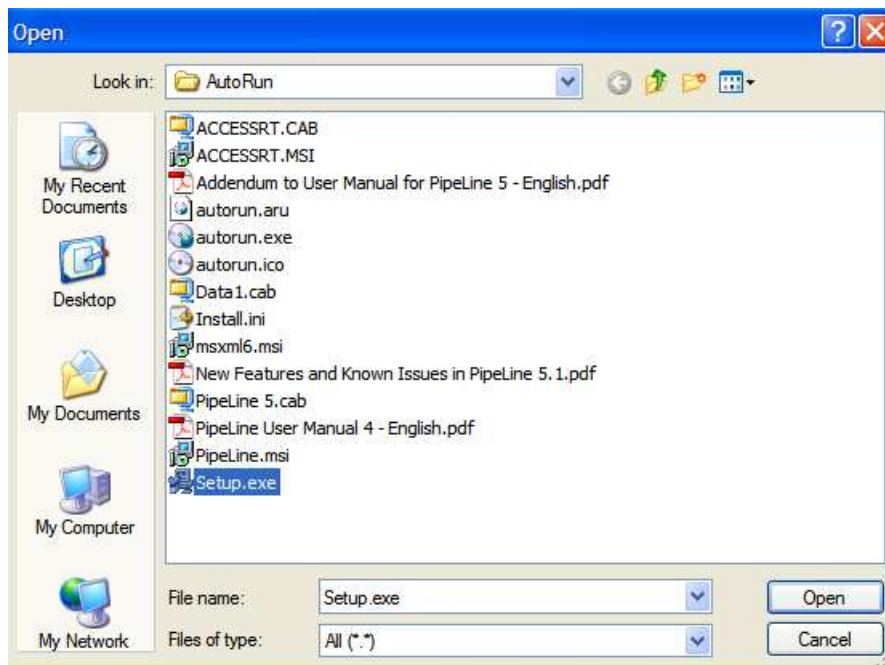 Open
Look in: AutoRun
My Recent
Documents
Desktop
My Documents
My Computer
My Network
ACCESSRT.CAB
ACCESSRT.MSI
Addendum to User Manual for PipeLine 5 - English.pdf
autorun.aru
autorun.exe
autorun.ico
Data1.cab
Install.ini
msxml6.msi
New Features and Known Issues in PipeLine 5.1.pdf
PipeLine 5.cab
PipeLine User Manual 4 - English.pdf
PipeLine.msi
Setup.exe
File name: Setup.exe Open
Files of type: All (*.*) Cancel